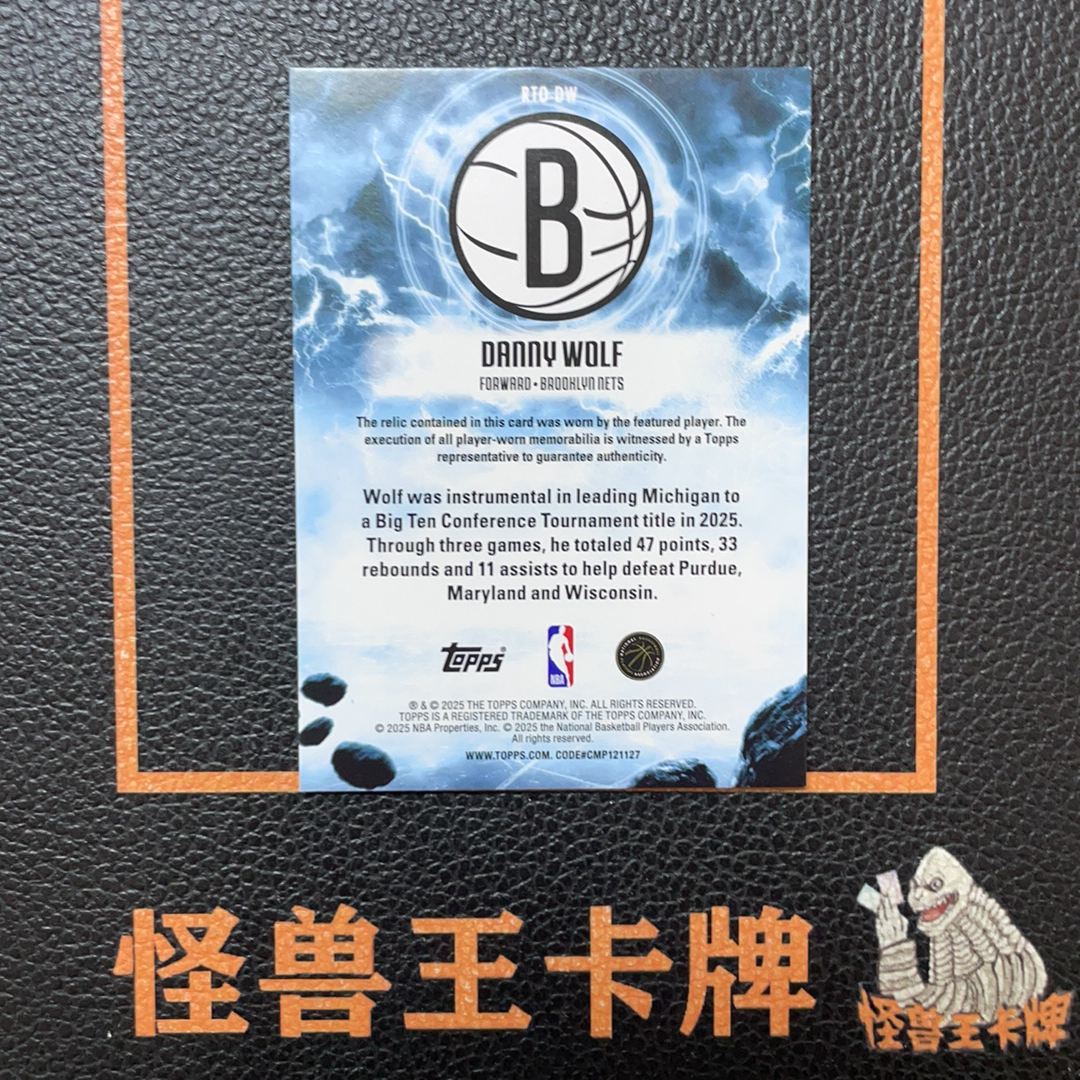 RTO-DW
B
DANNY WOLF
FORWARD • BROOKLYN NETS
The relic contained in this card was worn by the featured player. The
execution of all player-worn memorabilia is witnessed by a Topps
representative to guarantee authenticity.
Wolf was instrumental in leading Michigan to
a Big Ten Conference Tournament title in 2025.
Through three games, he totaled 47 points, 33
rebounds and 11 assists to help defeat Purdue,
Maryland and Wisconsin.
TOPPS®
NBA
® & © 2025 THE TOPPS COMPANY, INC. ALL RIGHTS RESERVED.
TOPPS IS A REGISTERED TRADEMARK OF THE TOPPS COMPANY, INC.
© 2025 NBA Properties, Inc. © 2025 the National Basketball Players Association.
All rights reserved.
WWW.TOPPS.COM. CODE#CMP121127
怪兽王卡牌
怪兽王卡牌